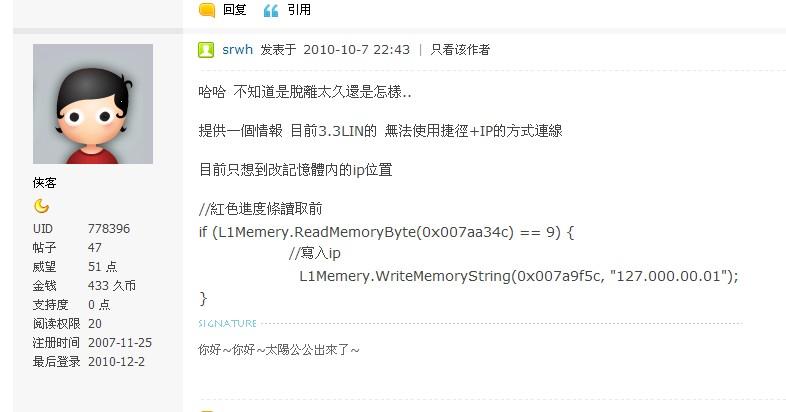 回复 引用
srwh 发表于 2010-10-7 22:43 | 只看该作者
哈哈 不知道是脫離太久還是怎樣..
提供一個情報 目前3.3LIN的 無法使用捷徑+IP的方式連線
目前只想到改記憶體內的ip位置
//紅色進度條讀取前
if (L1Memery.ReadMemoryByte(0x007aa34c) == 9) {
//寫入ip
L1Memery.WriteMemoryString(0x007a9f5c, "127.000.00.01");
}
SIGNATURE
你好~你好~太陽公公出來了~
侠客
UID 778396
帖子 47
威望 51 点
金钱 433 久币
支持度 0 点
阅读权限 20
注册时间 2007-11-25
最后登录 2010-12-2